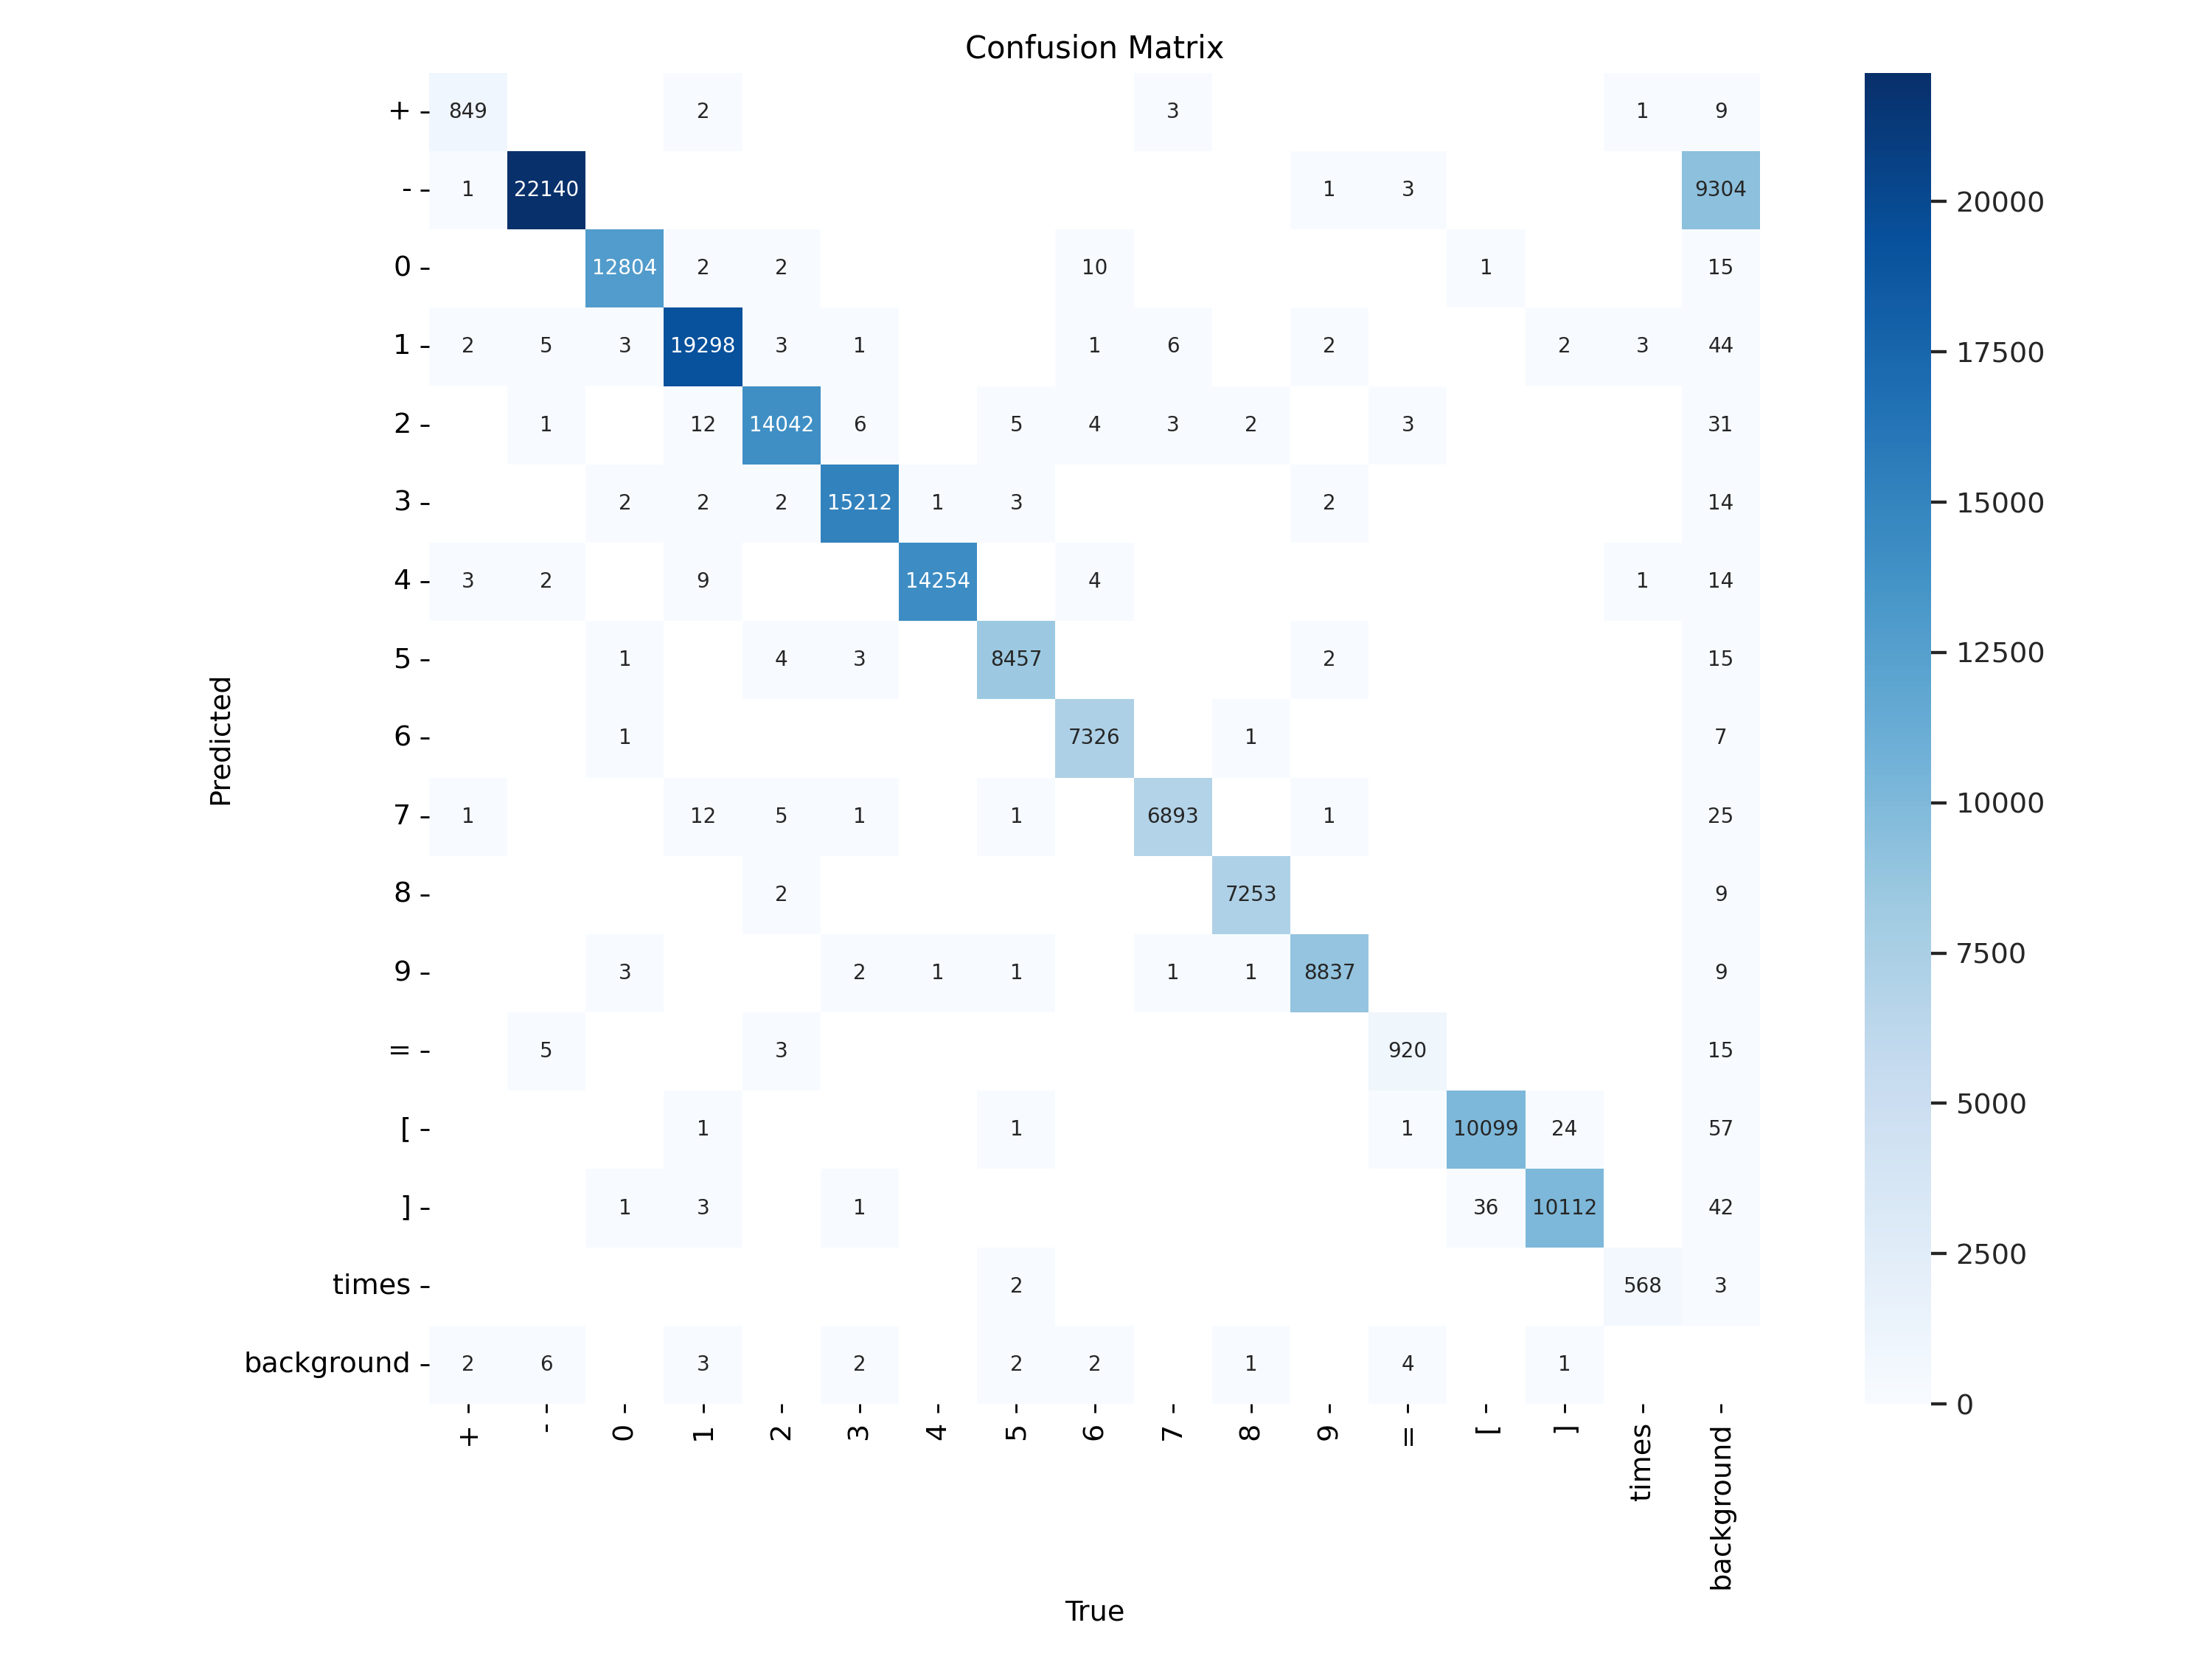 Confusion Matrix
+ 849 2 3 1 9
- 1 22140 1 3 9304
0 12804 2 2 10 1 15
1 2 5 3 19298 3 1 1 6 2 2 3 44
2 1 12 14042 6 5 4 3 2 3 31
3 2 2 2 15212 1 3 2 14
4 3 2 9 14254 4 1 14
5 1 4 3 8457 2 15
6 1 7326 1 7
7 1 12 5 1 1 6893 1 25
8 2 7253 9
9 3 2 1 1 1 1 8837 9
= 5 3 920 15
[ 1 1 1 10099 24 57
] 1 3 1 36 10112 42
times 2 568 3
background 2 6 3 2 2 2 1 4 1
+ - 0 1 2 3 4 5 6 7 8 9 = [ ] times background
True
Predicted
20000
17500
15000
12500
10000
7500
5000
2500
0